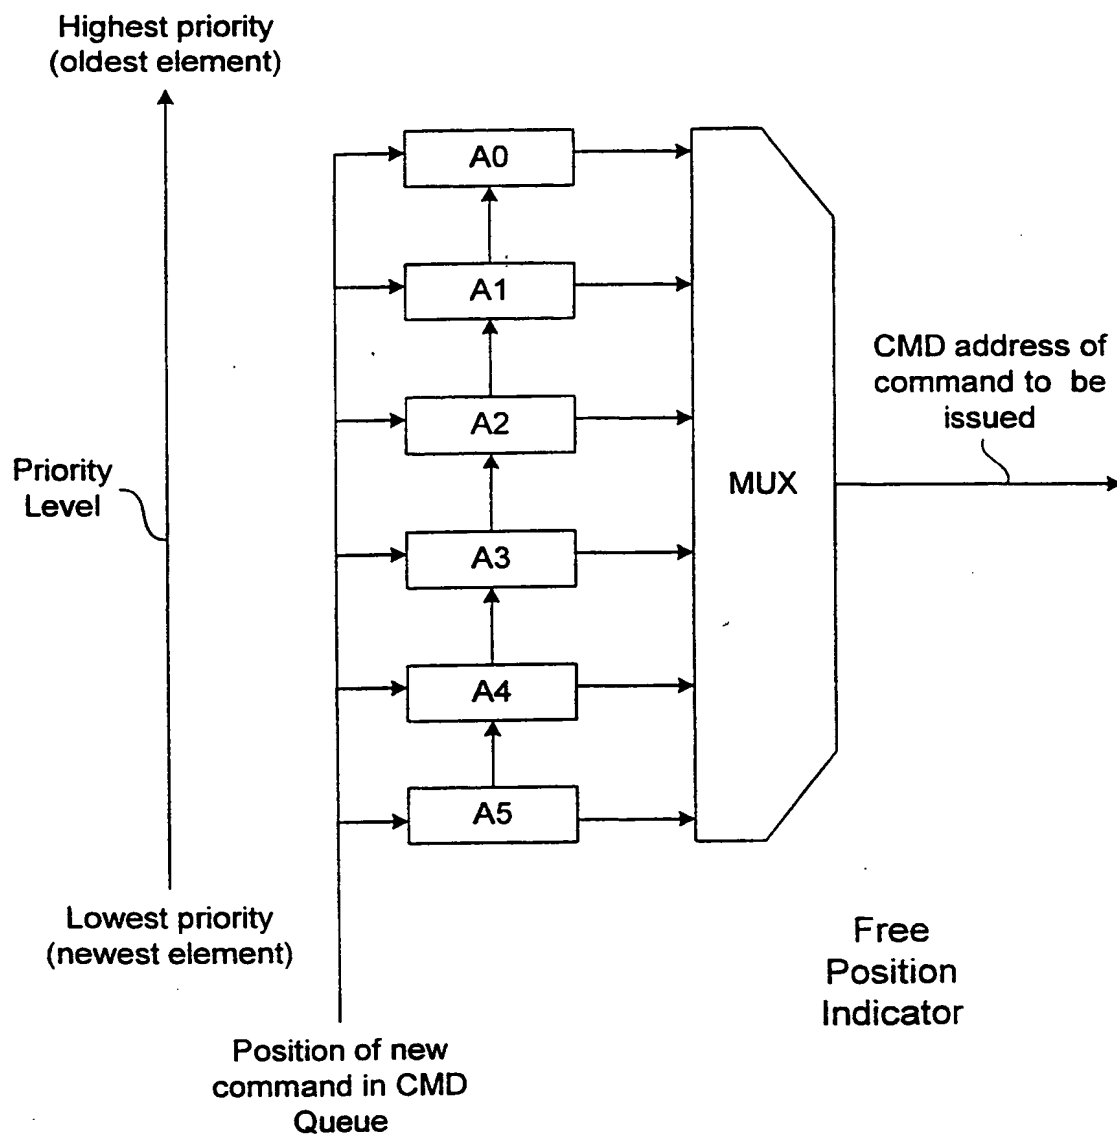 Highest priority
(oldest element)
A0
A1
CMD address of
command to be
issued
A2
Priority
Level
MUX
A3
A4
A5
Lowest priority
(newest element)
Free
Position
Indicator
Position of new
command in CMD
Queue